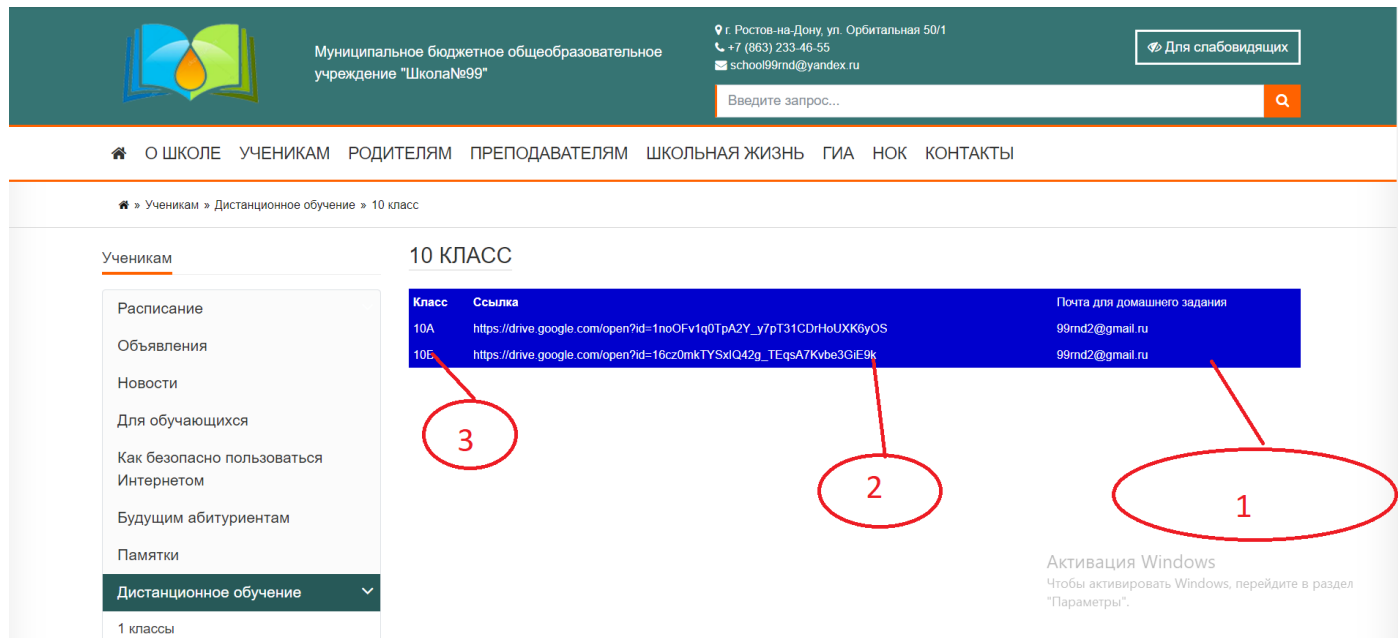 Муниципальное бюджетное общеобразовательное
учреждение "Школа№99"
г. Ростов-на-Дону, ул. Орбитальная 50/1
+7 (863) 233-46-55
school99rnd@yandex.ru
Для слабовидящих
Введите запрос...
О ШКОЛЕ УЧЕНИКАМ РОДИТЕЛЯМ ПРЕПОДАВАТЕЛЯМ ШКОЛЬНАЯ ЖИЗНЬ ГИА НОК КОНТАКТЫ
» Ученикам » Дистанционное обучение » 10 класс
Ученикам
Расписание
Объявления
Новости
Для обучающихся
Как безопасно пользоваться
Интернетом
Будущим абитуриентам
Памятки
Дистанционное обучение
1 классы
10 КЛАСС
Класс Ссылка Почта для домашнего задания
10А https://drive.google.com/open?id=1noOFv1q0TpA2Y_y7pT31CDrHoUXK6yOS 99rnd2@gmail.ru
10Б https://drive.google.com/open?id=16cz0mkTYSxIQ42g_TEqsA7Kvbe3GiE9k 99rnd2@gmail.ru
3
2
1
Активация Windows
Чтобы активировать Windows, перейдите в раздел
"Параметры".